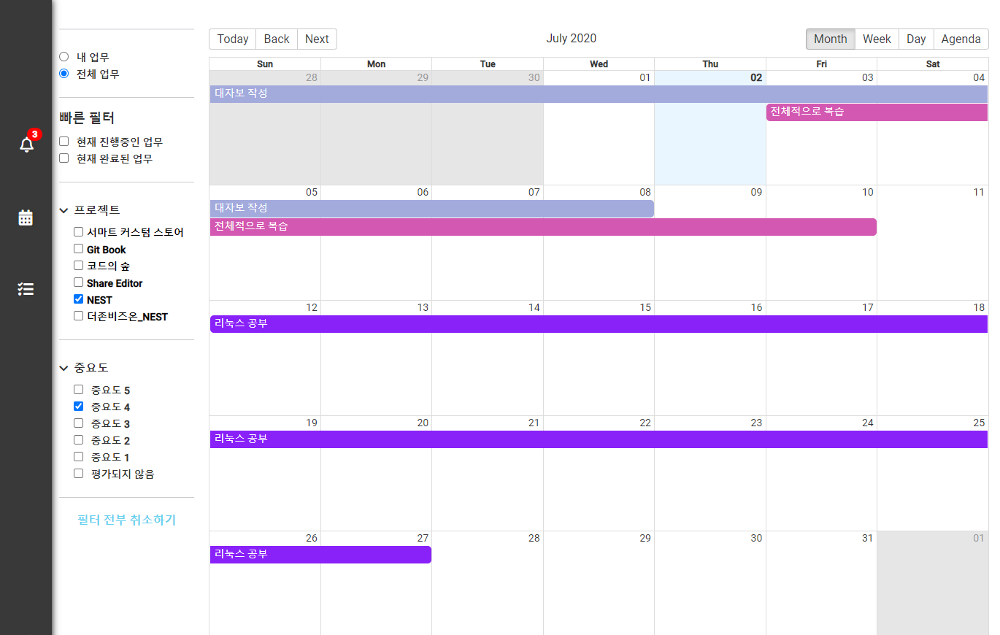 내 업무
전체 업무
빠른 필터
현재 진행중인 업무
현재 완료된 업무
프로젝트
서마트 커스텀 스토어
Git Book
코드의 숲
Share Editor
NEST
더존비즈온_NEST
중요도
중요도 5
중요도 4
중요도 3
중요도 2
중요도 1
평가되지 않음
필터 전부 취소하기
3
Today Back Next July 2020 Month Week Day Agenda
Sun Mon Tue Wed Thu Fri Sat
28 29 30 01 02 03 04
대자보 작성
전체적으로 복습
05 06 07 08 09 10 11
대자보 작성
전체적으로 복습
12 13 14 15 16 17 18
리눅스 공부
19 20 21 22 23 24 25
리눅스 공부
26 27 28 29 30 31 01
리눅스 공부